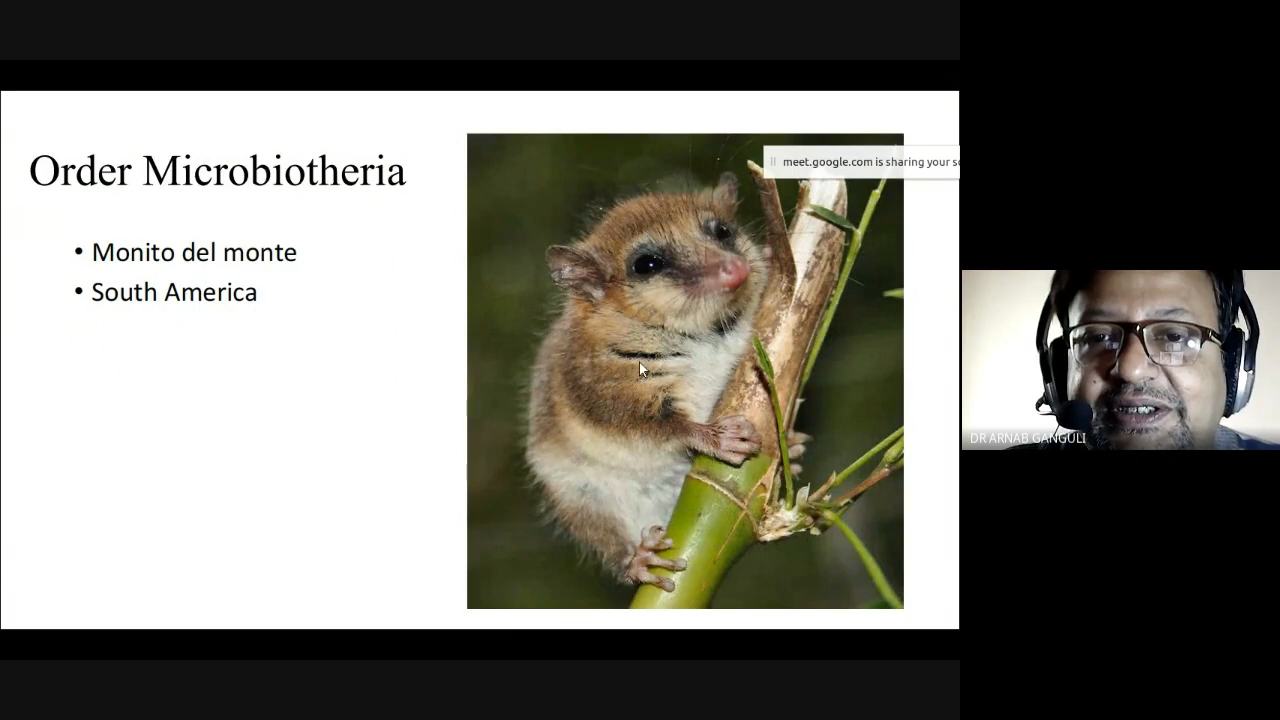 Order Microbiotheria
meet.google.com is sharing your s
• Monito del monte
• South America
DR ARNAB GANGULI